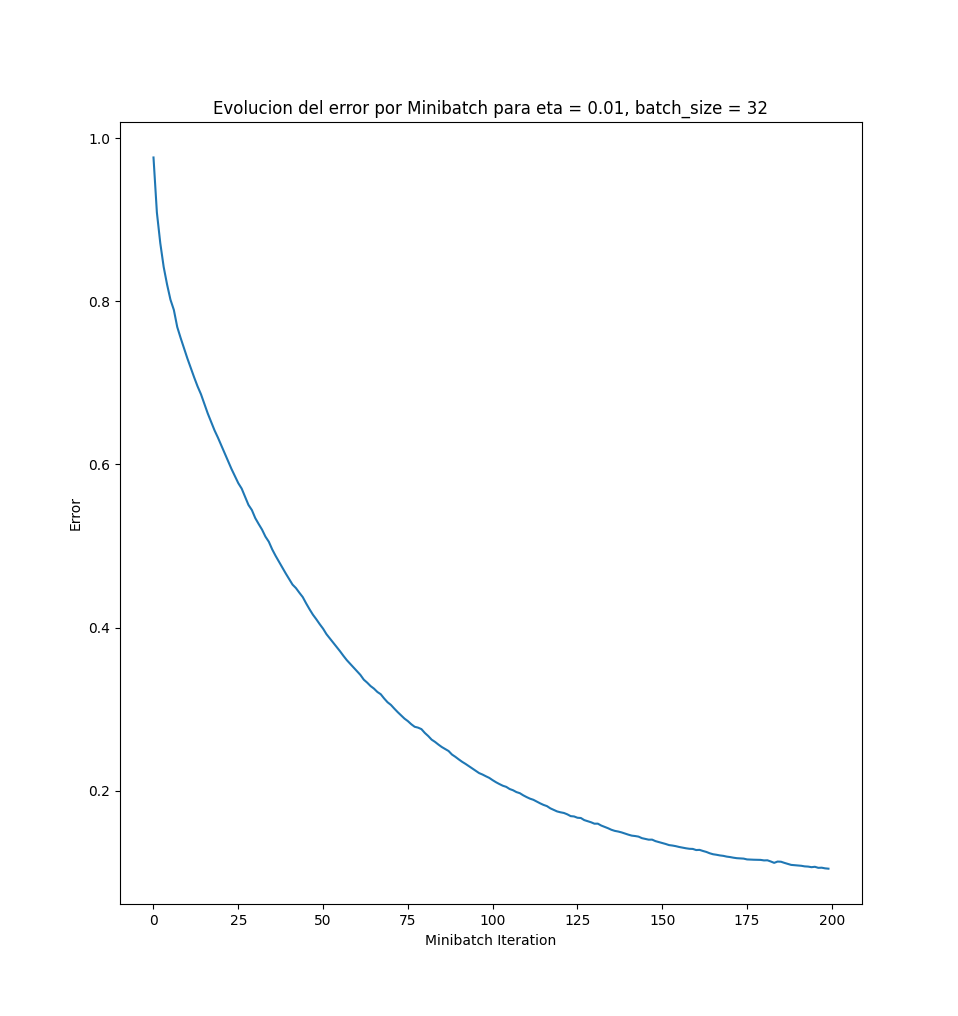 Evolucion del error por Minibatch para eta = 0.01, batch_size = 32
1.0
0.8
0.6
0.4
0.2
Error
0 25 50 75 100 125 150 175 200
Minibatch Iteration